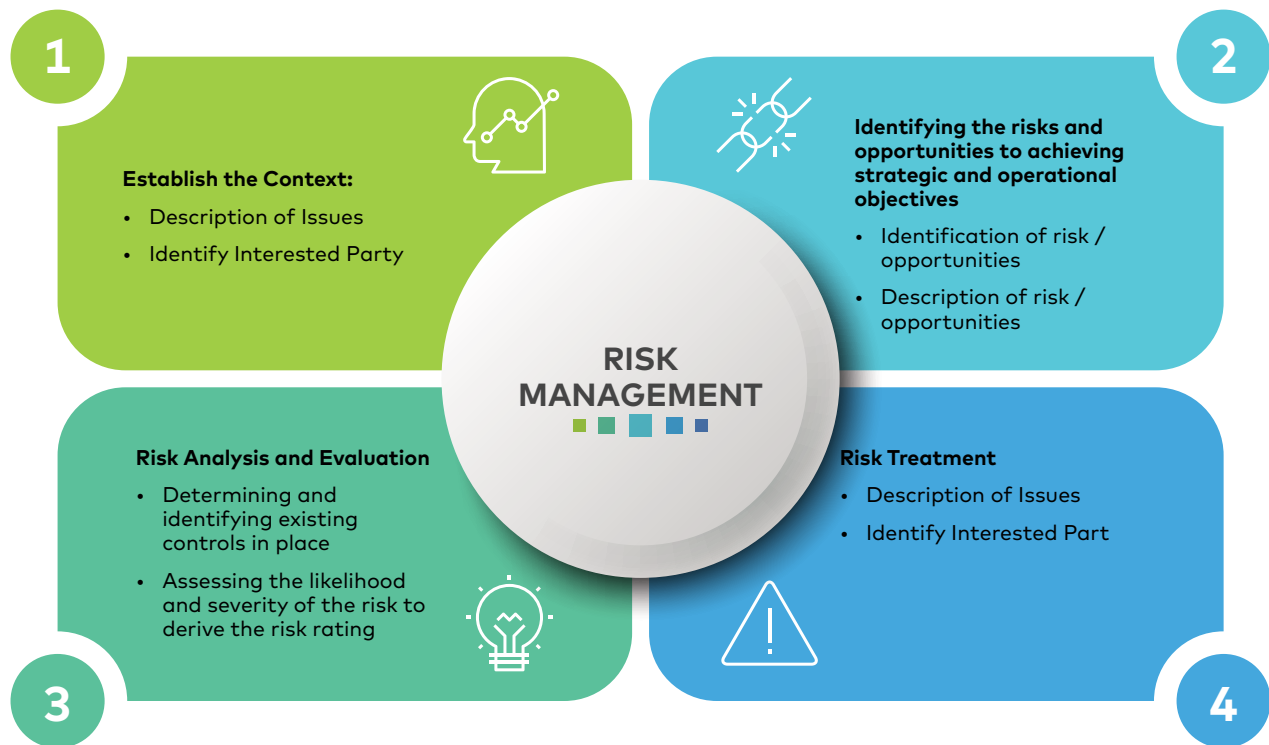 1
Establish the Context:
• Description of Issues
• Identify Interested Party
2
Identifying the risks and
opportunities to achieving
strategic and operational
objectives
• Identification of risk /
opportunities
• Description of risk /
opportunities
RISK
MANAGEMENT
3
Risk Analysis and Evaluation
• Determining and
identifying existing
controls in place
• Assessing the likelihood
and severity of the risk to
derive the risk rating
4
Risk Treatment
• Description of Issues
• Identify Interested Part